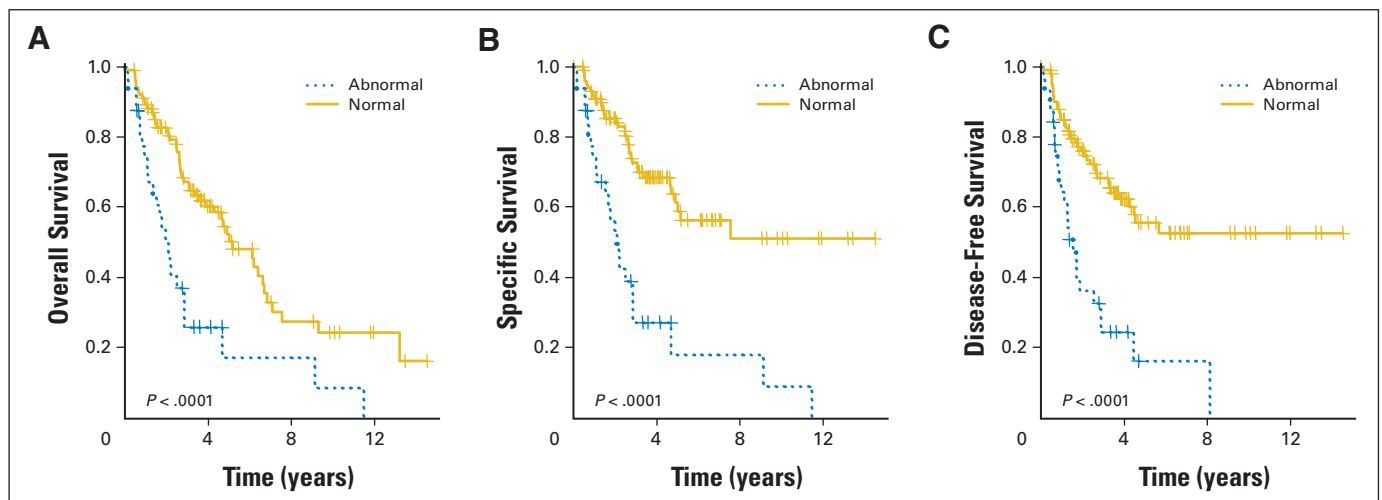 A
1.0
0.8
0.6
0.4
0.2
0
4
8
12
Overall Survival
Time (years)
Abnormal
Normal
P < .0001
B
1.0
0.8
0.6
0.4
0.2
0
4
8
12
Specific Survival
Time (years)
Abnormal
Normal
P < .0001
C
1.0
0.8
0.6
0.4
0.2
0
4
8
12
Disease-Free Survival
Time (years)
Abnormal
Normal
P < .0001